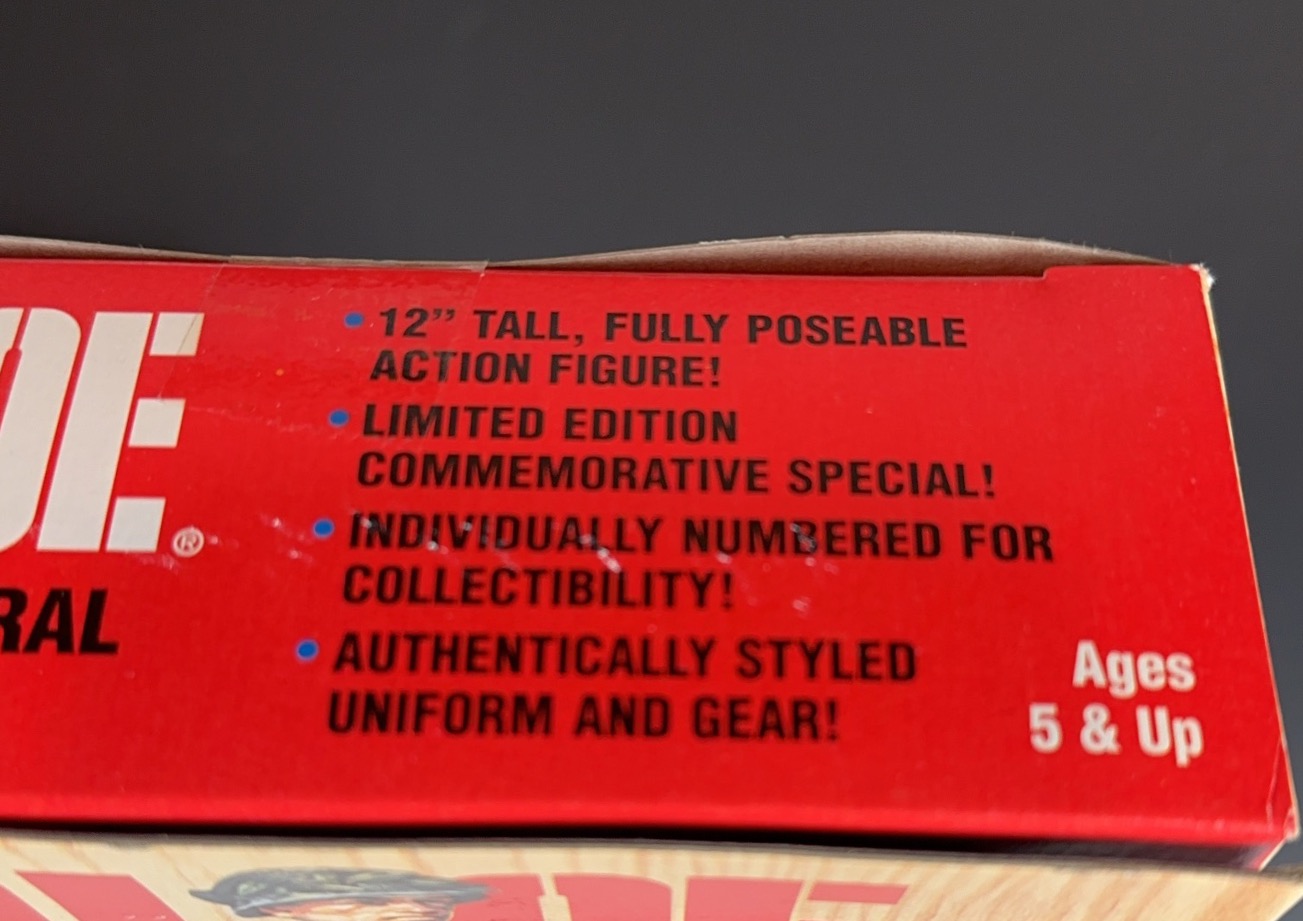 OE®
RAL
• 12” TALL, FULLY POSEABLE
ACTION FIGURE!
• LIMITED EDITION
COMMEMORATIVE SPECIAL!
• INDIVIDUALLY NUMBERED FOR
COLLECTIBILITY!
• AUTHENTICALLY STYLED
UNIFORM AND GEAR!
Ages
5 & Up